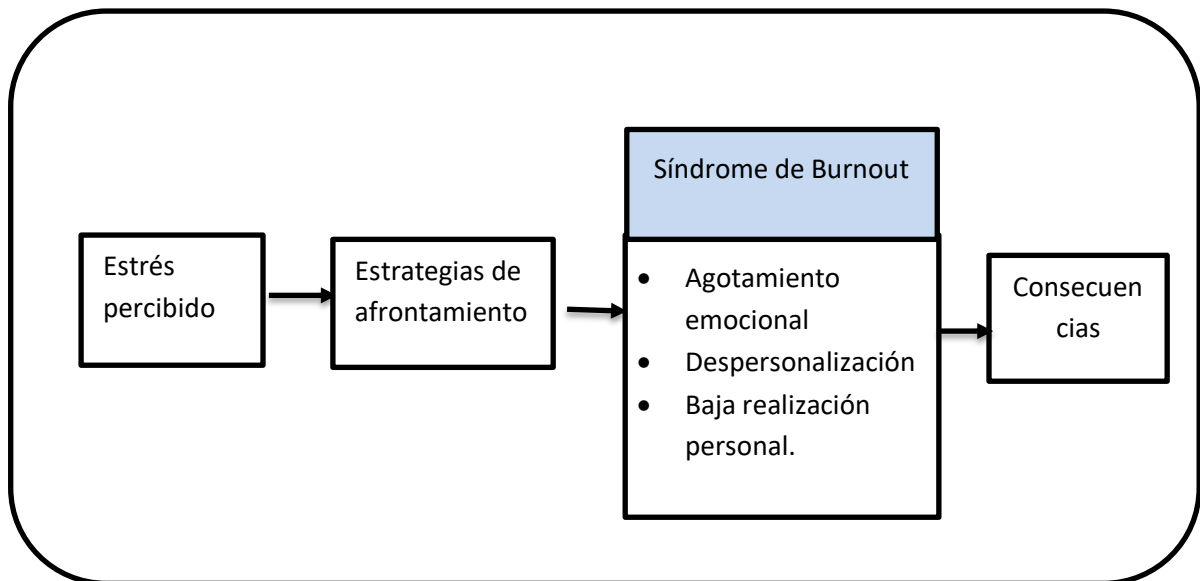 Estrés
percibido
Estrategias de
afrontamiento
Síndrome de Burnout
• Agotamiento
emocional
• Despersonalización
• Baja realización
personal.
Consecuen
cias